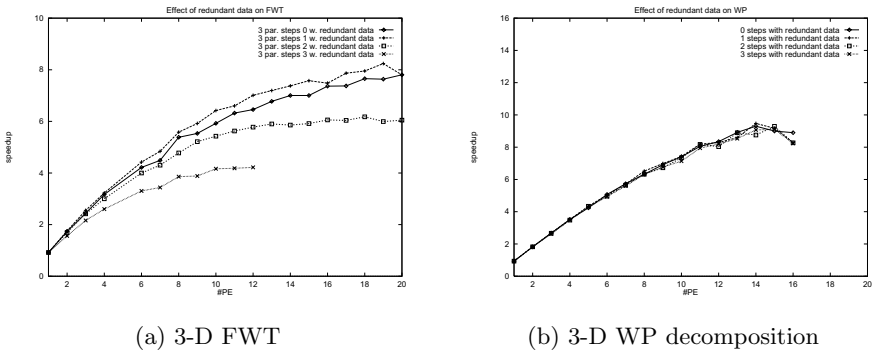 Effect of redundant data on FWT
3 par. steps 0 w. redundant data
3 par. steps 1 w. redundant data
3 par. steps 2 w. redundant data
3 par. steps 3 w. redundant data
speedup
10
8
6
4
2
0
2 4 6 8 10 12 14 16 18 20
#PE
(a) 3-D FWT
Effect of redundant data on WP
0 steps with redundant data
1 steps with redundant data
2 steps with redundant data
3 steps with redundant data
speedup
16
14
12
10
8
6
4
2
0
2 4 6 8 10 12 14 16 18 20
#PE
(b) 3-D WP decomposition